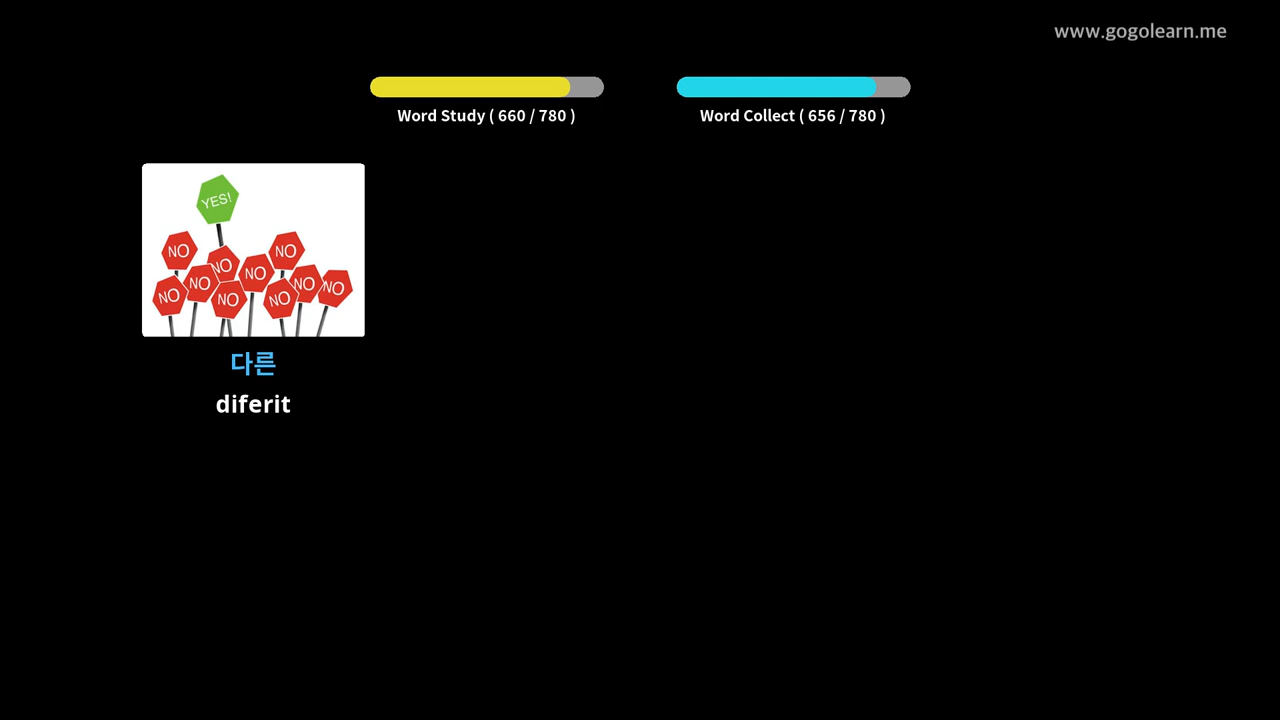 www.gogolearn.me
Word Study ( 660 / 780 )
Word Collect ( 656 / 780 )
YES!
NO
NO
NO
NO
NO
NO
NO
NO
NO
NO
다른
diferit